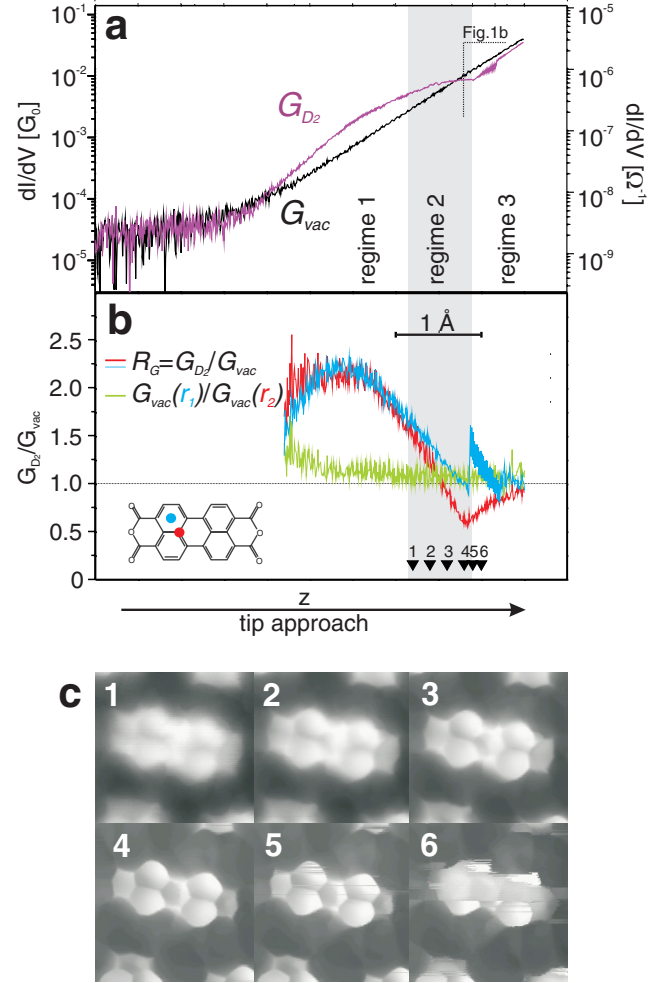 a
Fig.1b
10⁻¹
10⁻²
10⁻³
10⁻⁴
10⁻⁵
dI/dV [G₀]
10⁻⁵
10⁻⁶
10⁻⁷
10⁻⁸
10⁻⁹
dI/dV [Ω⁻¹]
G_D₂
G_vac
regime 1
regime 2
regime 3
b
1 Å
2.5
2.0
1.5
1.0
0.5
0
G_D₂/G_vac
R_G=G_D₂/G_vac
G_vac(r₁)/G_vac(r₂)
O O
O O
O O
1 2 3 4 5 6
z
tip approach
c
1 2 3
4 5 6